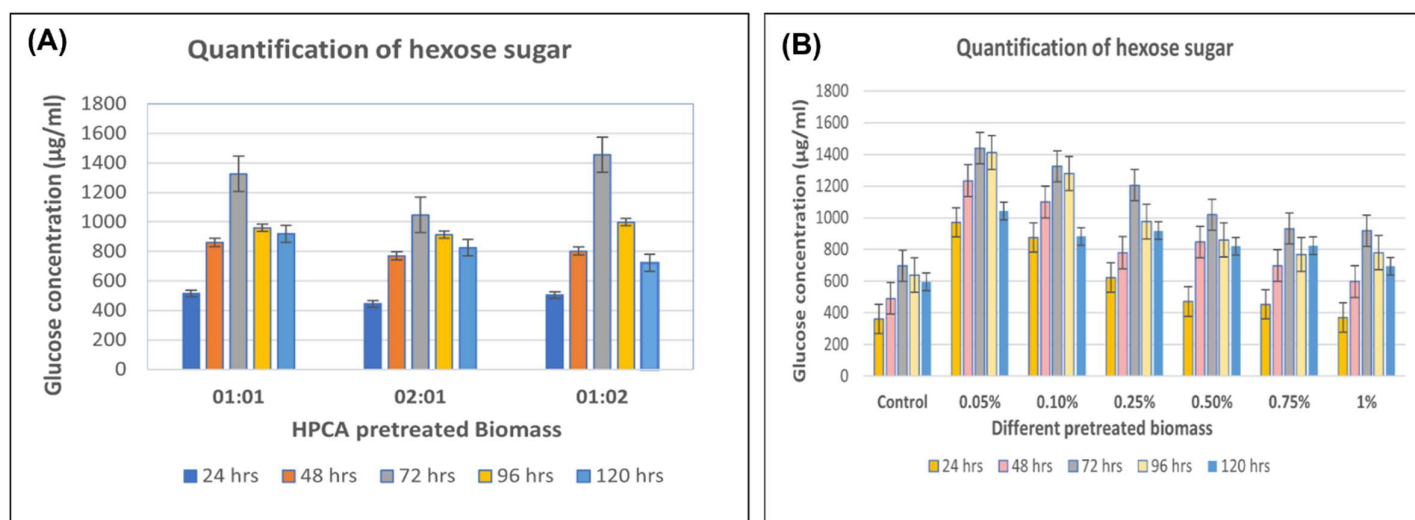 (A)
Quantification of hexose sugar
Glucose concentration (µg/ml)
1800
1600
1400
1200
1000
800
600
400
200
0
01:01 02:01 01:02
HPCA pretreated Biomass
24 hrs 48 hrs 72 hrs 96 hrs 120 hrs
(B)
Quantification of hexose sugar
Glucose concentration (µg/ml)
1800
1600
1400
1200
1000
800
600
400
200
0
Control 0.05% 0.10% 0.25% 0.50% 0.75% 1%
Different pretreated biomass
24 hrs 48 hrs 72 hrs 96 hrs 120 hrs